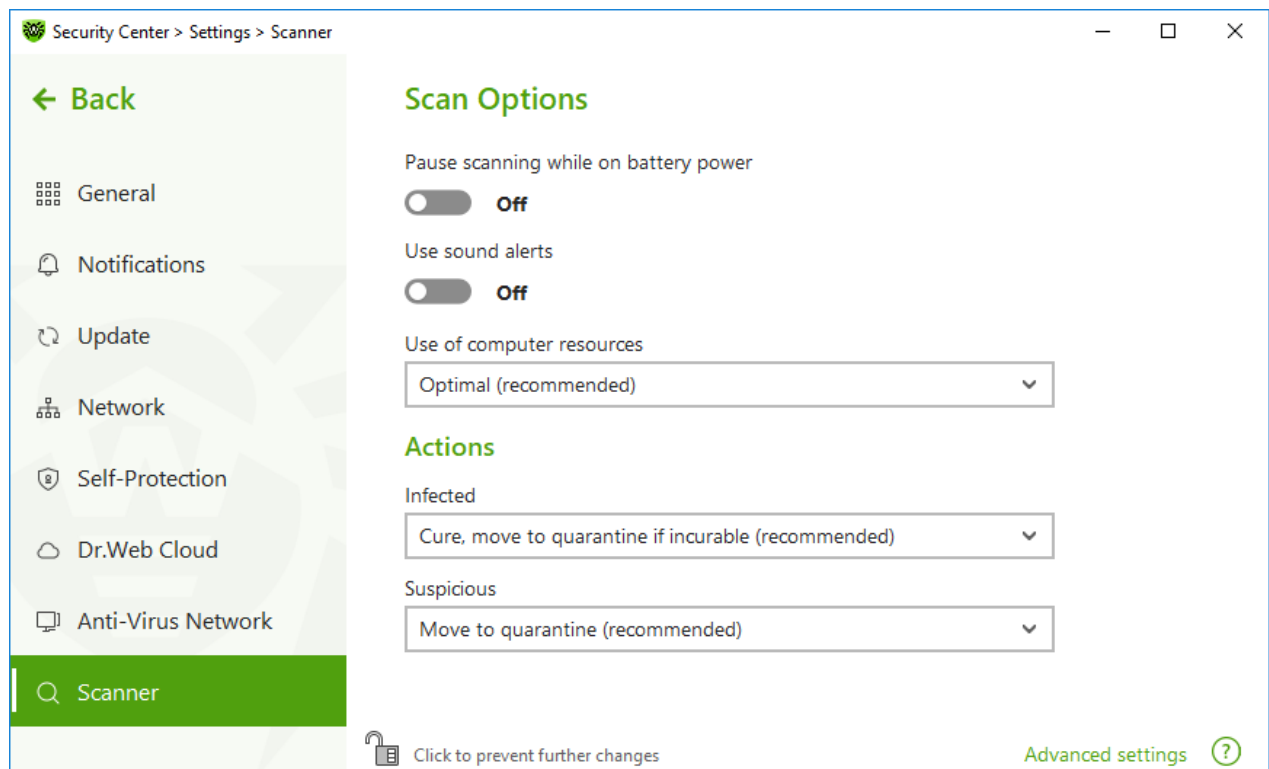 Security Center > Settings > Scanner
Back
General
Notifications
Update
Network
Self-Protection
Dr.Web Cloud
Anti-Virus Network
Scanner
Scan Options
Pause scanning while on battery power
Off
Use sound alerts
Off
Use of computer resources
Optimal (recommended)
Actions
Infected
Cure, move to quarantine if incurable (recommended)
Suspicious
Move to quarantine (recommended)
Click to prevent further changes
Advanced settings ?